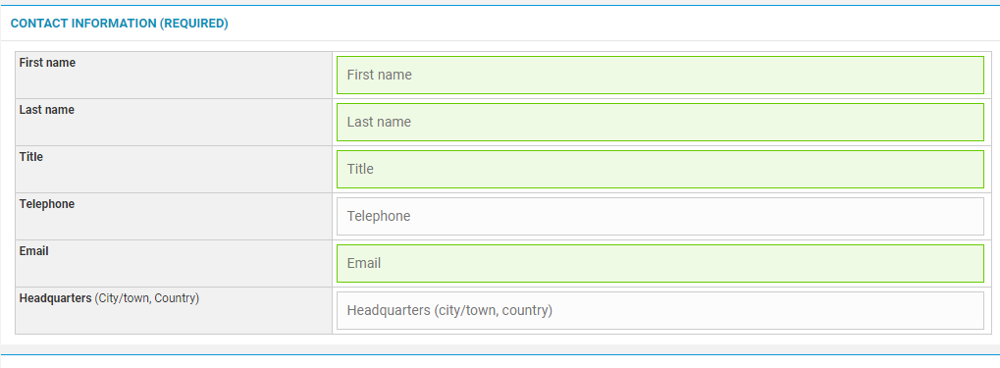 CONTACT INFORMATION (REQUIRED)
First name
First name
Last name
Last name
Title
Title
Telephone
Telephone
Email
Email
Headquarters (City/town, Country)
Headquarters (city/town, country)